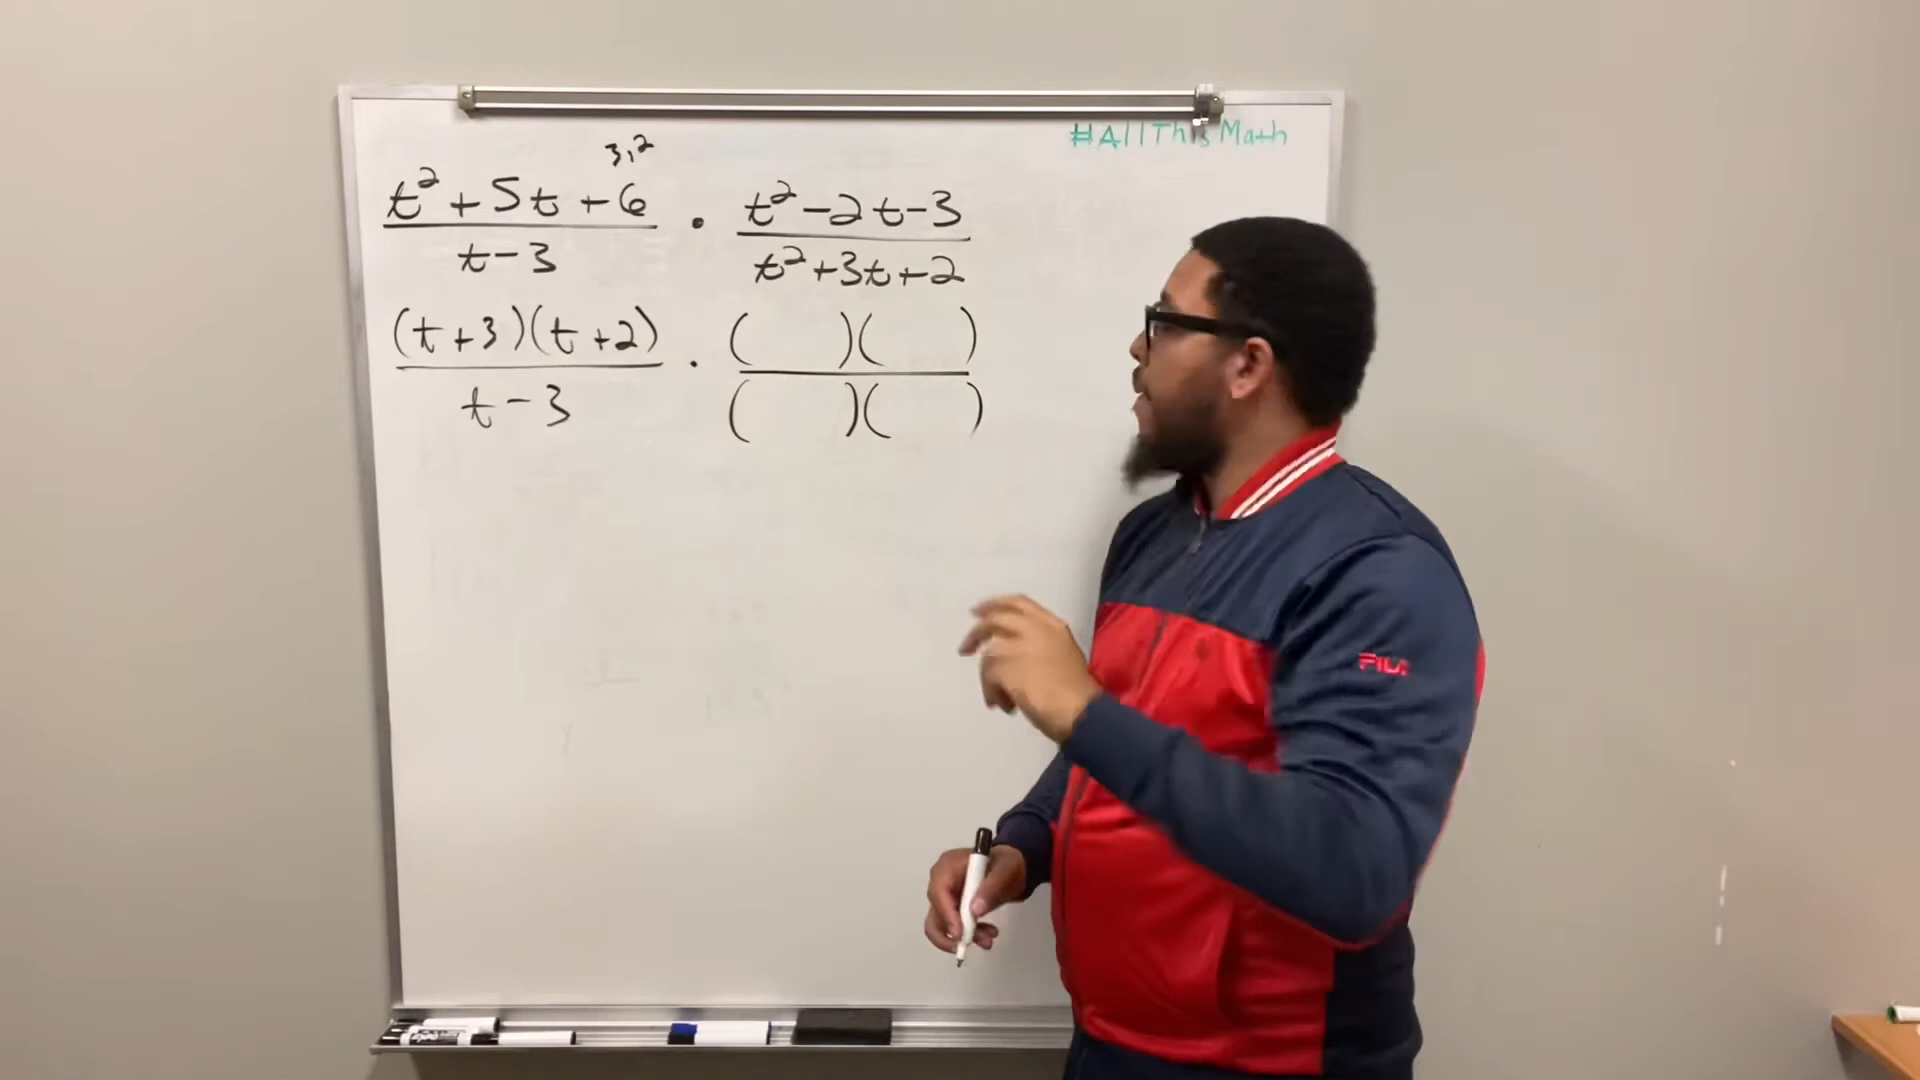 #AllThisMath
3,2
t²+5t+6 · t²-2t-3
t-3 t²+3t+2
(t+3)(t+2) · ( )( )
t-3 ( )( )
FILA